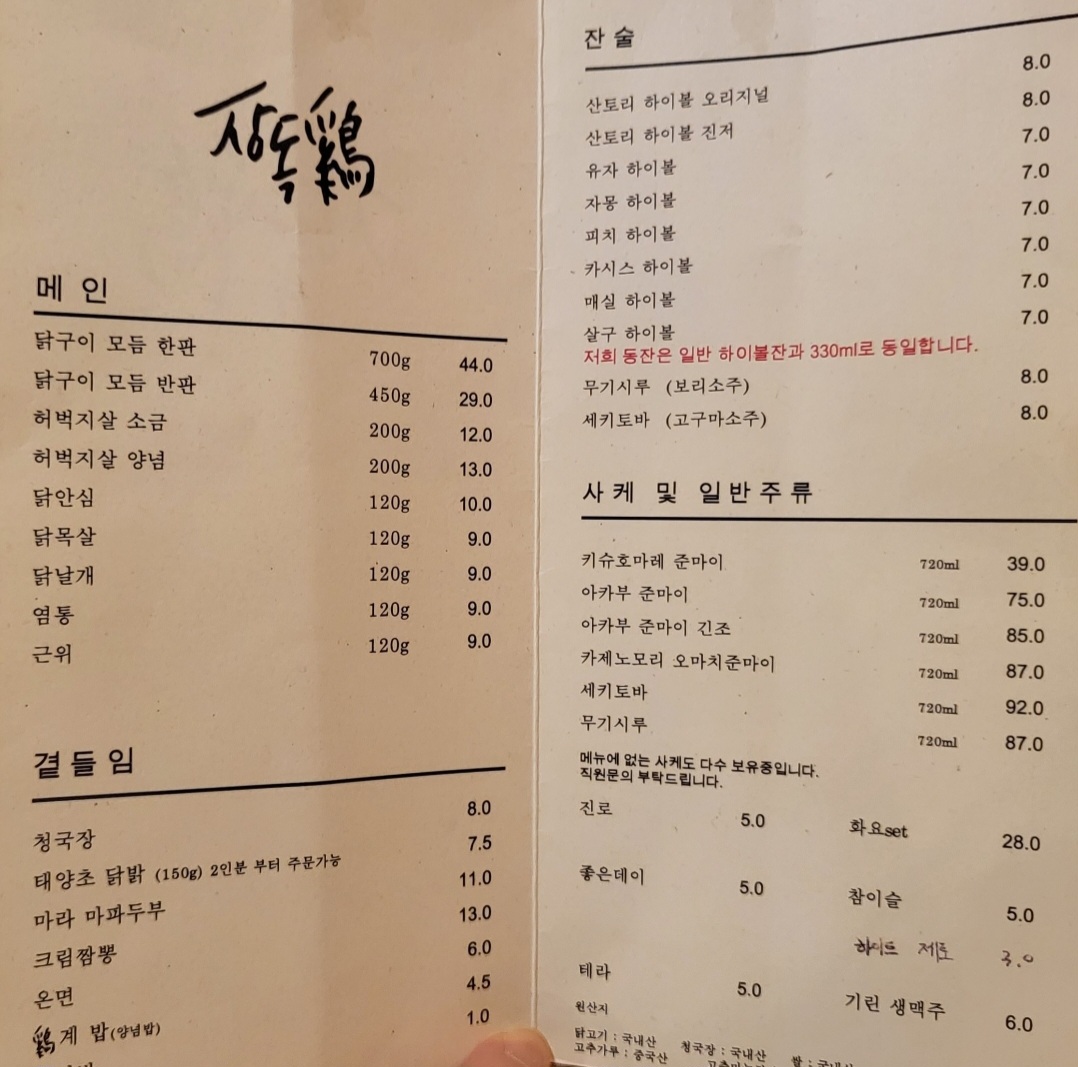 장독鷄
메 인
닭구이 모듬 한판 700g 44.0
닭구이 모듬 반판 450g 29.0
허벅지살 소금 200g 12.0
허벅지살 양념 200g 13.0
닭안심 120g 10.0
닭목살 120g 9.0
닭날개 120g 9.0
염통 120g 9.0
근위 120g 9.0
곁들임
청국장 8.0
태양초 닭밝 (150g) 2인분 부터 주문가능 7.5
마라 마파두부 11.0
크림짬뽕 13.0
온면 6.0
鷄계 밥(양념밥) 4.5
1.0
잔술
산토리 하이볼 오리지널 8.0
산토리 하이볼 진저 8.0
유자 하이볼 7.0
자몽 하이볼 7.0
피치 하이볼 7.0
카시스 하이볼 7.0
매실 하이볼 7.0
살구 하이볼 7.0
저희 동잔은 일반 하이볼잔과 330ml로 동일합니다.
무기시루 (보리소주) 8.0
세키토바 (고구마소주) 8.0
사케 및 일반주류
키슈호마레 준마이 720ml 39.0
아카부 준마이 720ml 75.0
아카부 준마이 긴조 720ml 85.0
카제노모리 오마치준마이 720ml 87.0
세키토바 720ml 92.0
무기시루 720ml 87.0
메뉴에 없는 사케도 다수 보유중입니다.
직원문의 부탁드립니다.
진로 5.0 화요set 28.0
좋은데이 5.0 참이슬 5.0
하이트 제로 3.0
테라 5.0 기린 생맥주 6.0
원산지
닭고기 : 국내산 청국장 : 국내산 쌀 : 국내산
고추가루 : 중국산